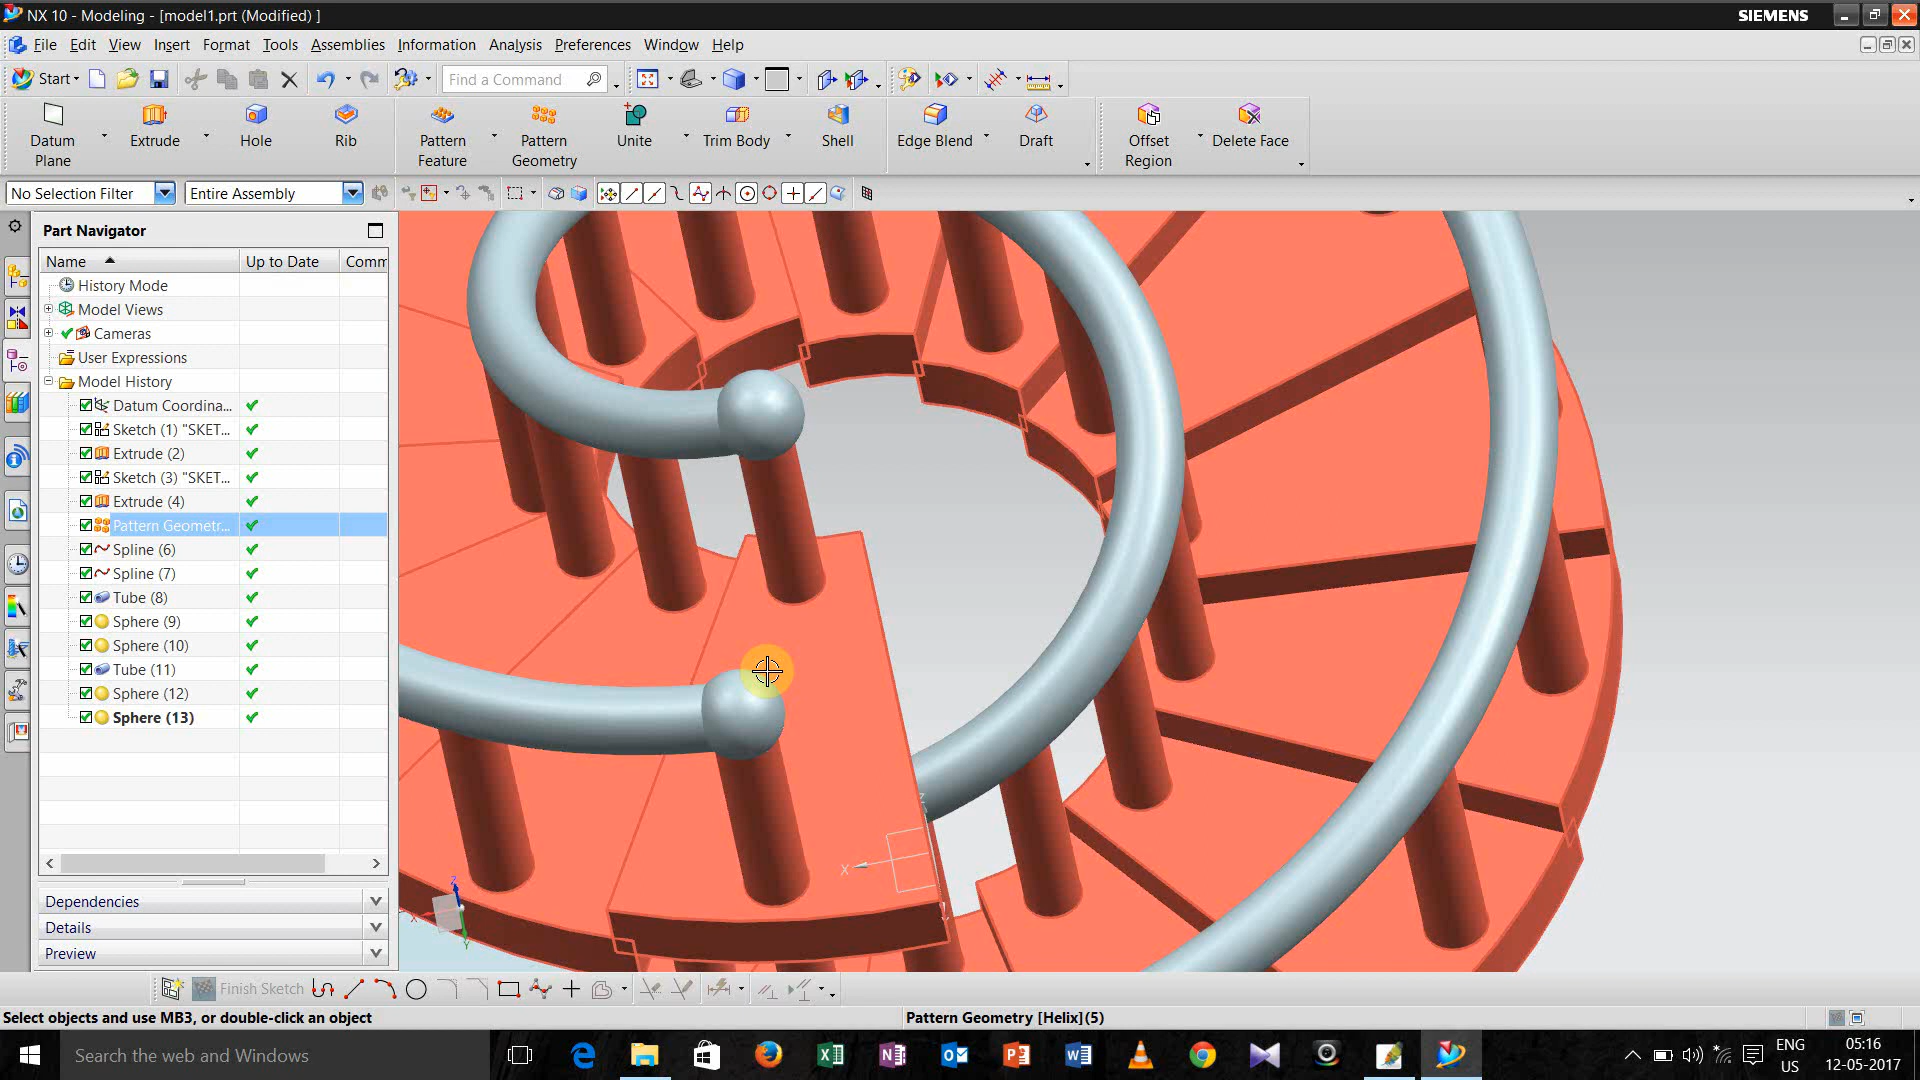 NX 10 - Modeling - [model1.prt (Modified) ]
SIEMENS
File Edit View Insert Format Tools Assemblies Information Analysis Preferences Window Help
Start
Find a Command
Datum Plane
Extrude
Hole
Rib
Pattern Feature
Pattern Geometry
Unite
Trim Body
Shell
Edge Blend
Draft
Offset Region
Delete Face
No Selection Filter
Entire Assembly
Part Navigator
Name Up to Date Comm
History Mode
Model Views
Cameras
User Expressions
Model History
Datum Coordina...
Sketch (1) "SKET...
Extrude (2)
Sketch (3) "SKET...
Extrude (4)
Pattern Geometr...
Spline (6)
Spline (7)
Tube (8)
Sphere (9)
Sphere (10)
Tube (11)
Sphere (12)
Sphere (13)
Dependencies
Details
Preview
Z
X
Y
Z
X
Finish Sketch
Select objects and use MB3, or double-click an object
Pattern Geometry [Helix](5)
Search the web and Windows
ENG
US
05:16
12-05-2017